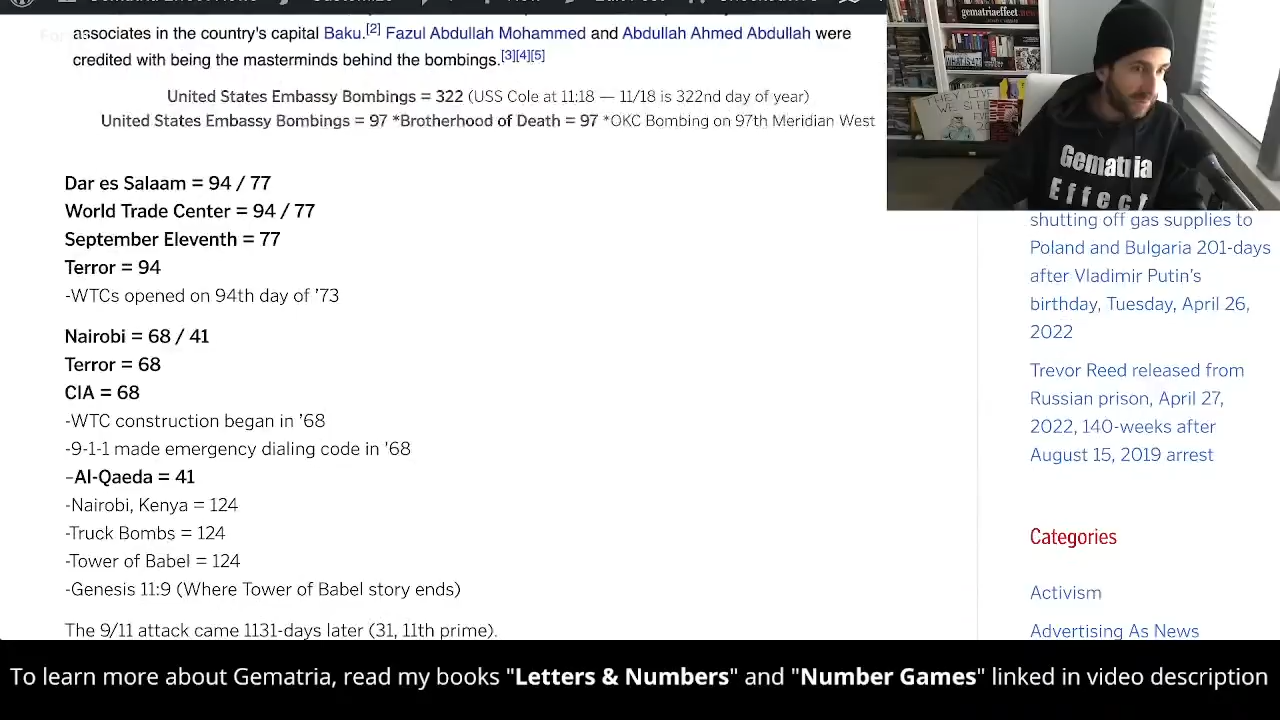 associates in the country's capital Baku.[2] Fazul Abdullah Mohammed and Abdullah Ahmed Abdullah were
credited with being the masterminds behind the bombings.[3][4][5]
United States Embassy Bombings = 322 (USS Cole at 11:18 — 11/18 is 322nd day of year)
United States Embassy Bombings = 97 *Brotherhood of Death = 97 *OKC Bombing on 97th Meridian West
Dar es Salaam = 94 / 77
World Trade Center = 94 / 77
September Eleventh = 77
Terror = 94
-WTCs opened on 94th day of '73
Nairobi = 68 / 41
Terror = 68
CIA = 68
-WTC construction began in '68
-9-1-1 made emergency dialing code in '68
–Al-Qaeda = 41
-Nairobi, Kenya = 124
-Truck Bombs = 124
-Tower of Babel = 124
-Genesis 11:9 (Where Tower of Babel story ends)
The 9/11 attack came 1131-days later (31, 11th prime).
gematriaeffect.news
Gematria
Effect
shutting off gas supplies to
Poland and Bulgaria 201-days
after Vladimir Putin's
birthday, Tuesday, April 26,
2022
Trevor Reed released from
Russian prison, April 27,
2022, 140-weeks after
August 15, 2019 arrest
Categories
Activism
Advertising As News
To learn more about Gematria, read my books "Letters & Numbers" and "Number Games" linked in video description